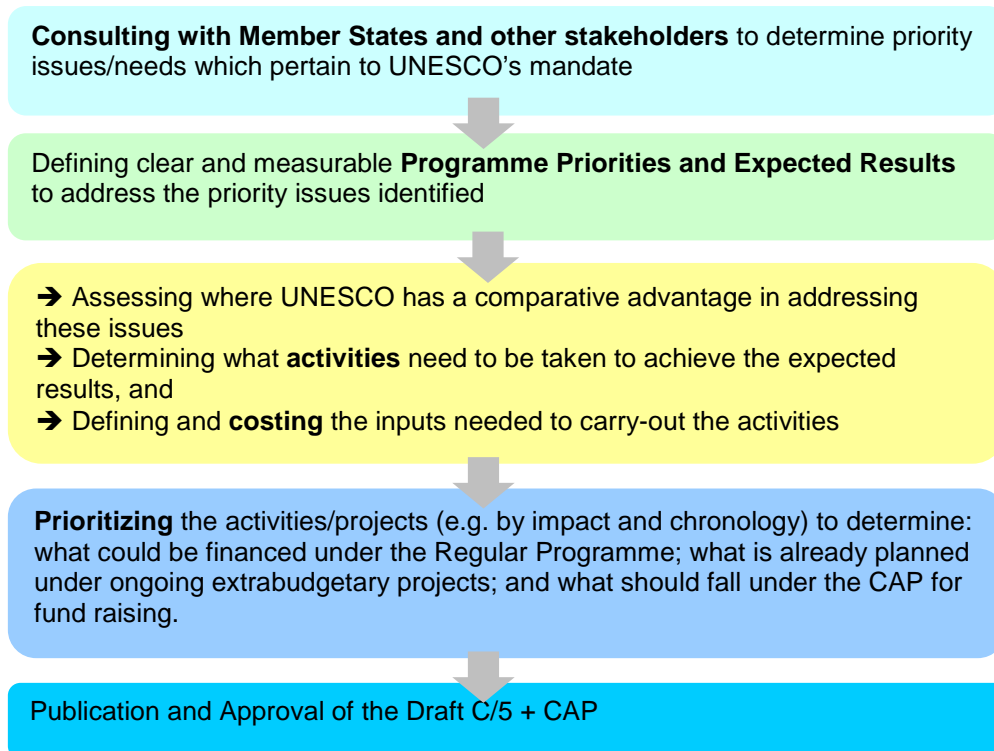 Consulting with Member States and other stakeholders to determine priority
issues/needs which pertain to UNESCO's mandate
Defining clear and measurable Programme Priorities and Expected Results
to address the priority issues identified
➔ Assessing where UNESCO has a comparative advantage in addressing
these issues
➔ Determining what activities need to be taken to achieve the expected
results, and
➔ Defining and costing the inputs needed to carry-out the activities
Prioritizing the activities/projects (e.g. by impact and chronology) to determine:
what could be financed under the Regular Programme; what is already planned
under ongoing extrabudgetary projects; and what should fall under the CAP for
fund raising.
Publication and Approval of the Draft C/5 + CAP